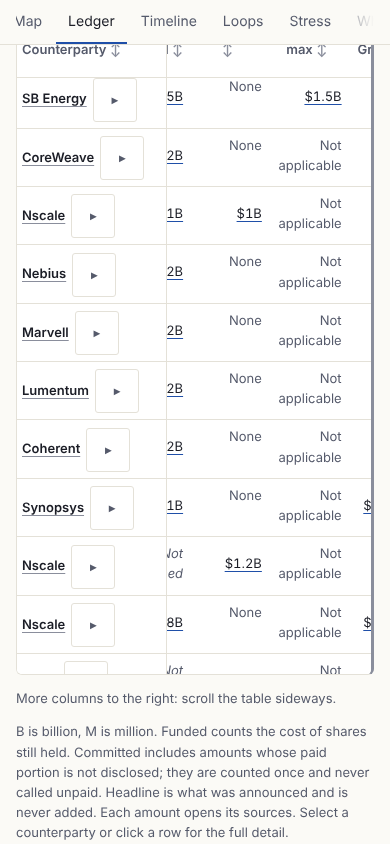 Map Ledger Timeline Loops Stress
Counterparty ↕ ↕ ↕ max ↕ Gr
SB Energy ▸ 5B None $1.5B
CoreWeave ▸ 2B None Not
applicable
Nscale ▸ 1B $1B Not
applicable
Nebius ▸ 2B None Not
applicable
Marvell ▸ 2B None Not
applicable
Lumentum ▸ 2B None Not
applicable
Coherent ▸ 2B None Not
applicable
Synopsys ▸ 1B None Not
applicable $
Nscale ▸ Not
ed $1.2B Not
applicable
Nscale ▸ 8B None Not
applicable $
Not Not
More columns to the right: scroll the table sideways.
B is billion, M is million. Funded counts the cost of shares
still held. Committed includes amounts whose paid
portion is not disclosed; they are counted once and never
called unpaid. Headline is what was announced and is
never added. Each amount opens its sources. Select a
counterparty or click a row for the full detail.